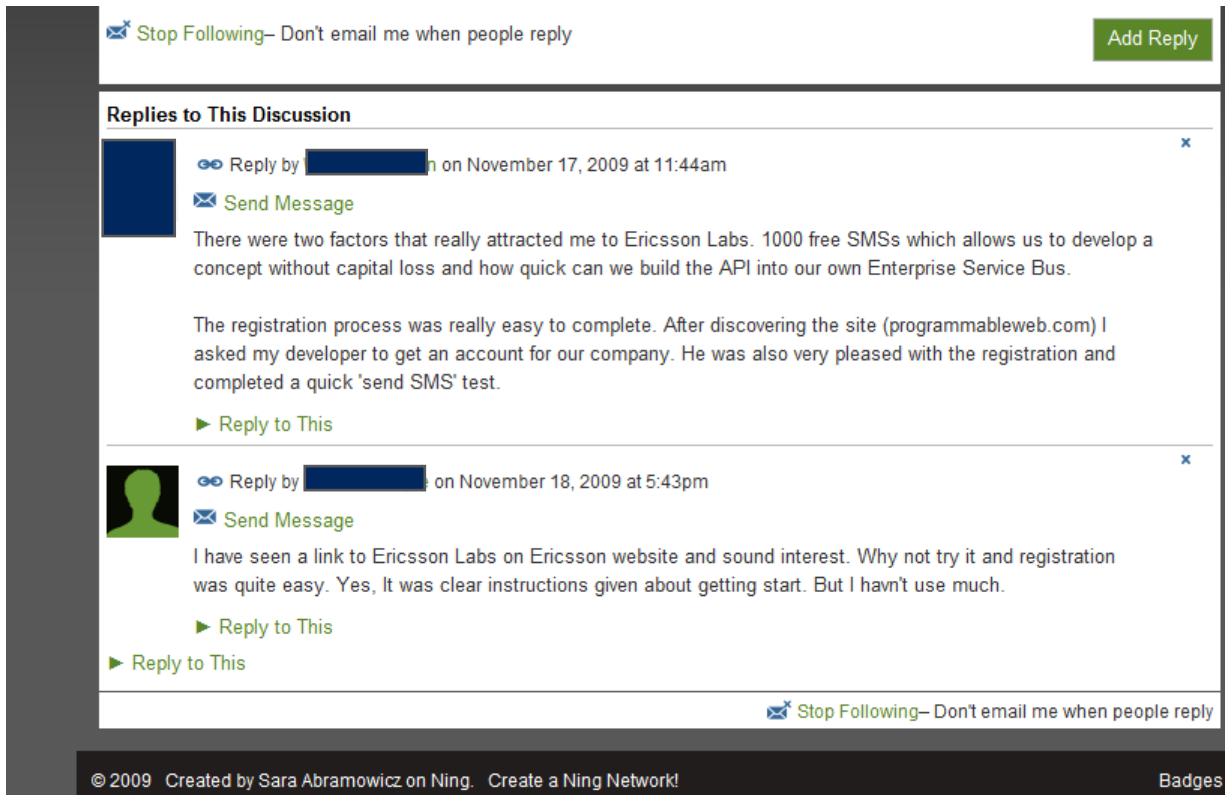 Stop Following– Don't email me when people reply
Add Reply
Replies to This Discussion
Reply by on November 17, 2009 at 11:44am
Send Message
There were two factors that really attracted me to Ericsson Labs. 1000 free SMSs which allows us to develop a
concept without capital loss and how quick can we build the API into our own Enterprise Service Bus.
The registration process was really easy to complete. After discovering the site (programmableweb.com) I
asked my developer to get an account for our company. He was also very pleased with the registration and
completed a quick 'send SMS' test.
► Reply to This
Reply by on November 18, 2009 at 5:43pm
Send Message
I have seen a link to Ericsson Labs on Ericsson website and sound interest. Why not try it and registration
was quite easy. Yes, It was clear instructions given about getting start. But I havn't use much.
► Reply to This
► Reply to This
Stop Following– Don't email me when people reply
© 2009 Created by Sara Abramowicz on Ning. Create a Ning Network!
Badges